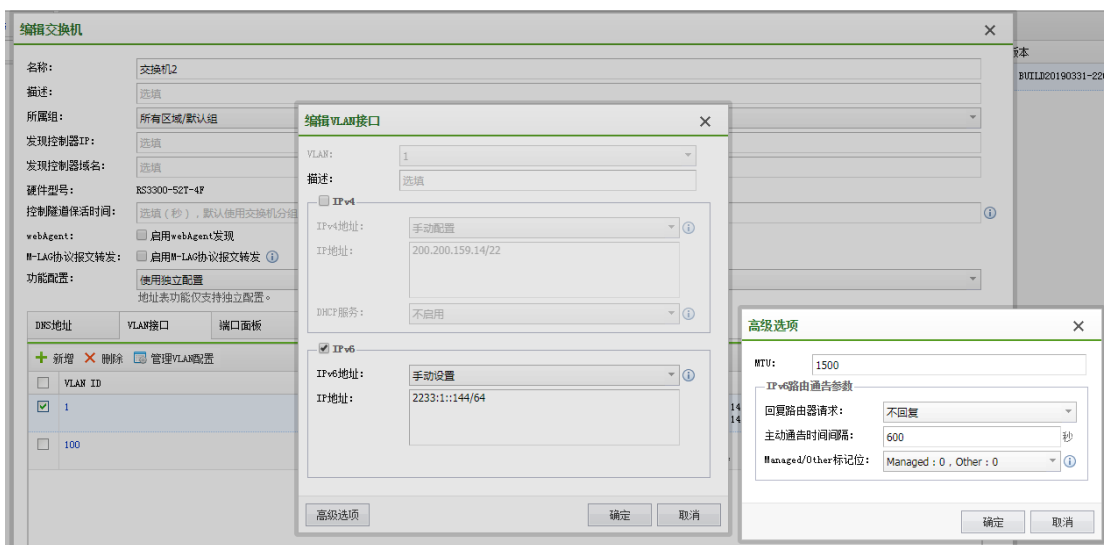 编辑交换机
名称： 交换机2
描述： 选填
所属组： 所有区域/默认组
发现控制器IP： 选填
发现控制器域名： 选填
硬件型号： RS3300-52T-4F
控制隧道保活时间： 选填（秒），默认使用交换机分组
webAgent： 启用webAgent发现
M-LAG协议报文转发： 启用M-LAG协议报文转发
功能配置： 使用独立配置
地址表功能仅支持独立配置。
DNS地址 VLAN接口 端口面板
新增 删除 管理VLAN配置
VLAN ID
1
100
版本
BUILD20190331-220
编辑VLAN接口
VLAN： 1
描述： 选填
IPv4
IPv4地址： 手动配置
IP地址： 200.200.159.14/22
DHCP服务： 不启用
IPv6
IPv6地址： 手动设置
IP地址： 2233:1::144/64
高级选项 确定 取消
14
14
高级选项
MTU： 1500
IPv6路由通告参数
回复路由器请求： 不回复
主动通告时间间隔： 600 秒
Managed/Other标记位： Managed：0，Other：0
确定 取消